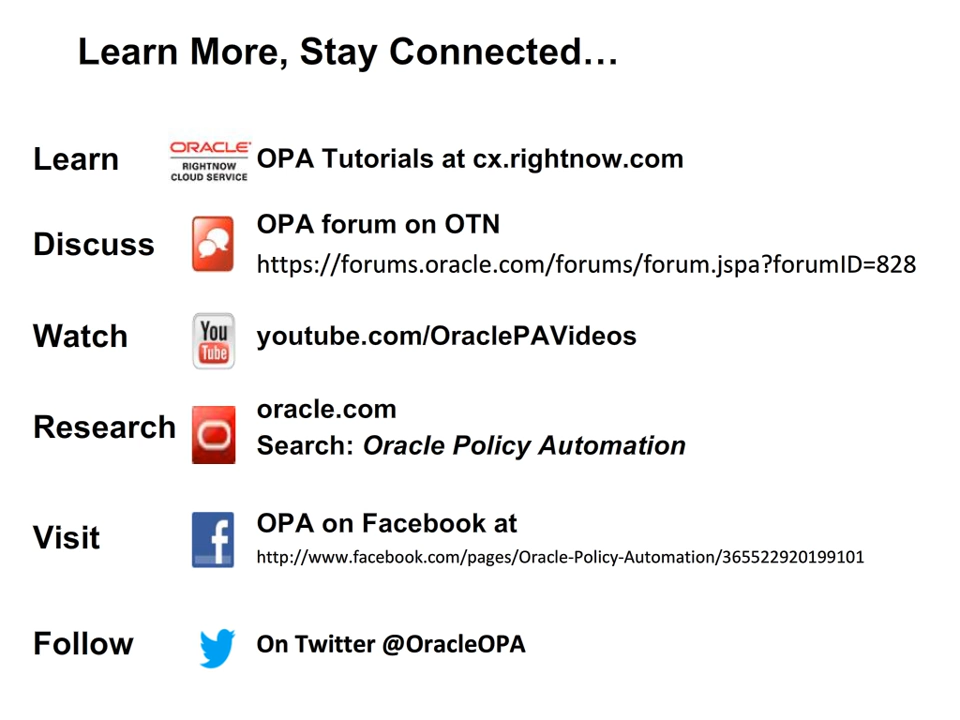 Learn More, Stay Connected…
Learn
ORACLE
RIGHTNOW
CLOUD SERVICE
OPA Tutorials at cx.rightnow.com
Discuss
OPA forum on OTN
https://forums.oracle.com/forums/forum.jspa?forumID=828
Watch
You
Tube
youtube.com/OraclePAVideos
Research
oracle.com
Search: Oracle Policy Automation
Visit
f
OPA on Facebook at
http://www.facebook.com/pages/Oracle-Policy-Automation/365522920199101
Follow
On Twitter @OracleOPA